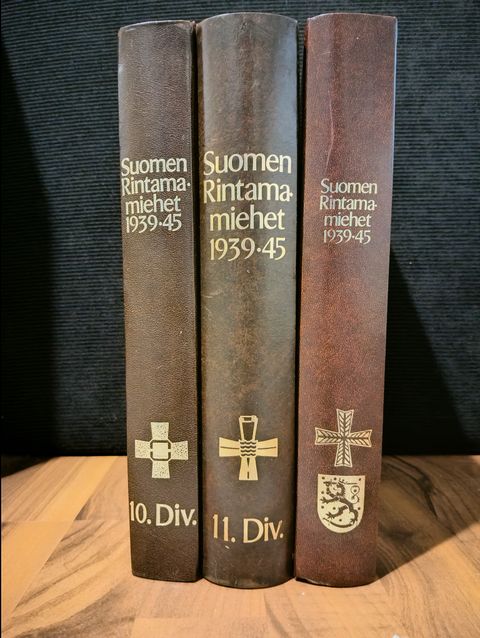 Suomen
Rintama-
miehet
1939-45
10. Div.
Suomen
Rintama-
miehet
1939-45
11. Div.
Suomen
Rintama-
miehet
1939-45